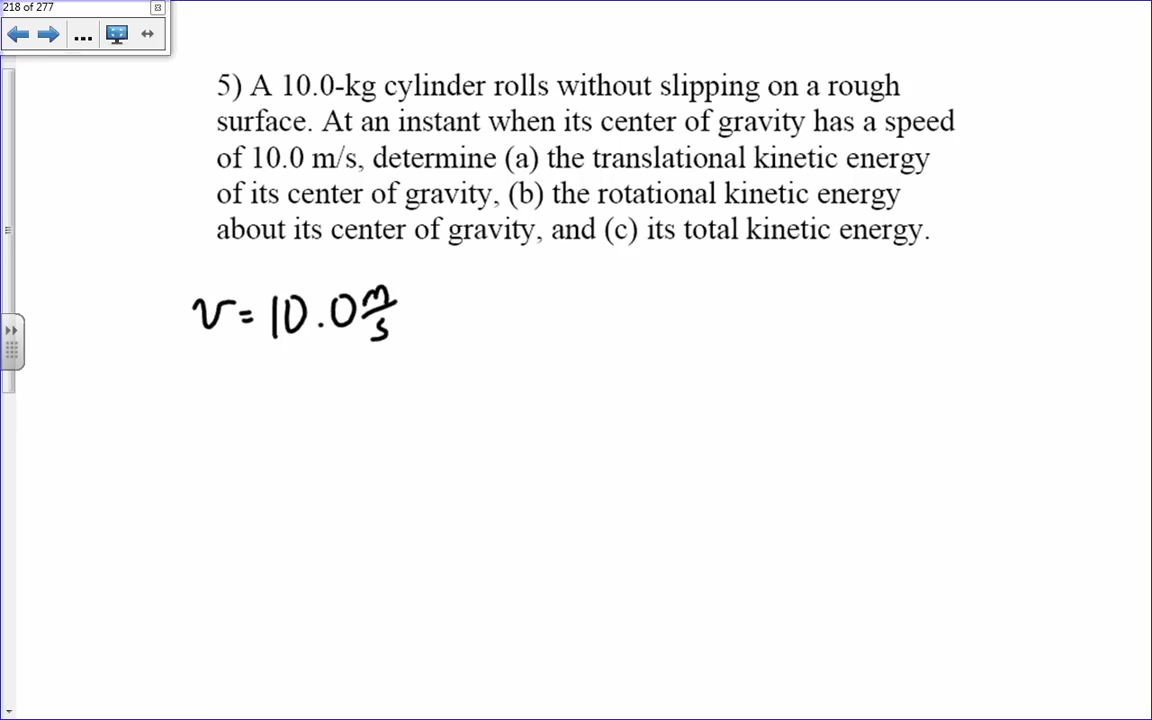 218 of 277
...
5) A 10.0-kg cylinder rolls without slipping on a rough
surface. At an instant when its center of gravity has a speed
of 10.0 m/s, determine (a) the translational kinetic energy
of its center of gravity, (b) the rotational kinetic energy
about its center of gravity, and (c) its total kinetic energy.
v = 10.0 m/s